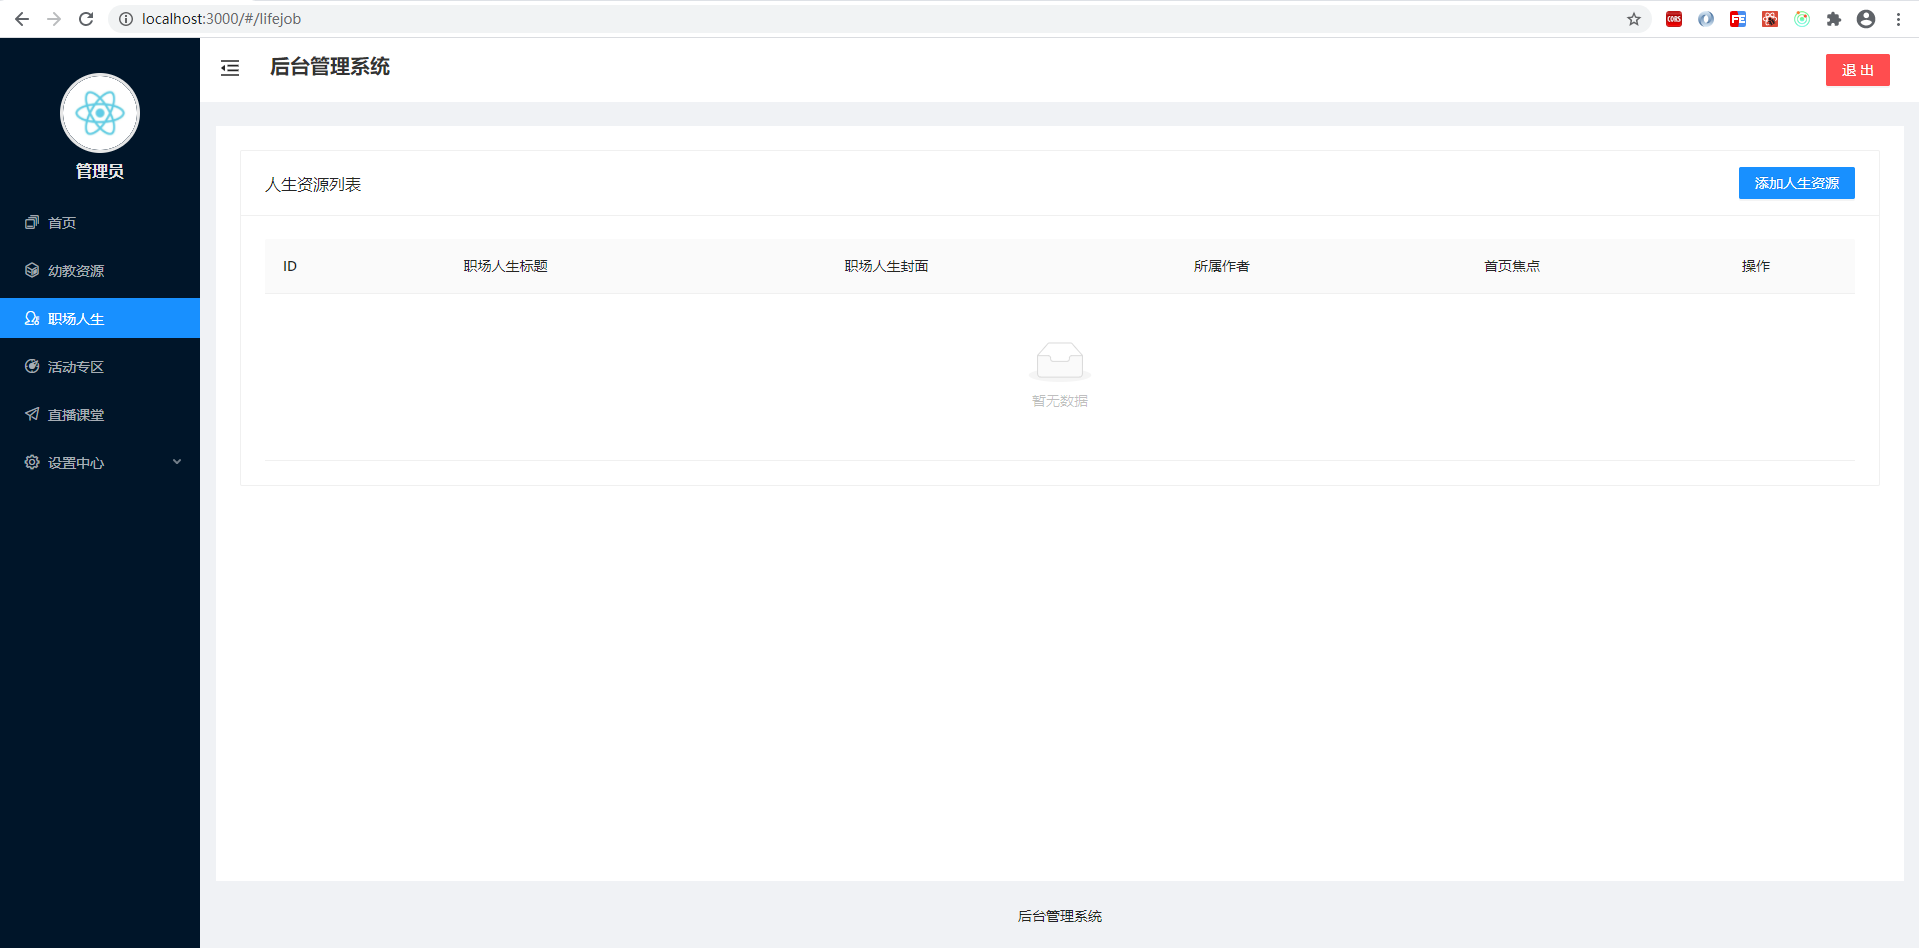 localhost:3000/#/lifejob
CORS
FE
管理员
首页
幼教资源
职场人生
活动专区
直播课堂
设置中心
后台管理系统
退 出
人生资源列表
添加人生资源
ID 职场人生标题 职场人生封面 所属作者 首页焦点 操作
暂无数据
后台管理系统